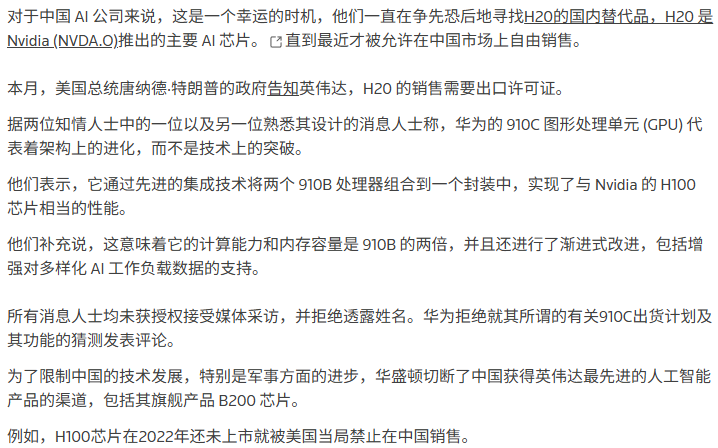 对于中国 AI 公司来说，这是一个幸运的时机，他们一直在争先恐后地寻找H20的国内替代品，H20 是
Nvidia (NVDA.O)推出的主要 AI 芯片。 直到最近才被允许在中国市场上自由销售。
本月，美国总统唐纳德·特朗普的政府告知英伟达，H20 的销售需要出口许可证。
据两位知情人士中的一位以及另一位熟悉其设计的消息人士称，华为的 910C 图形处理单元 (GPU) 代
表着架构上的进化，而不是技术上的突破。
他们表示，它通过先进的集成技术将两个 910B 处理器组合到一个封装中，实现了与 Nvidia 的 H100
芯片相当的性能。
他们补充说，这意味着它的计算能力和内存容量是 910B 的两倍，并且还进行了渐进式改进，包括增
强对多样化 AI 工作负载数据的支持。
所有消息人士均未获授权接受媒体采访，并拒绝透露姓名。华为拒绝就其所谓的有关910C出货计划及
其功能的猜测发表评论。
为了限制中国的技术发展，特别是军事方面的进步，华盛顿切断了中国获得英伟达最先进的人工智能
产品的渠道，包括其旗舰产品 B200 芯片。
例如，H100芯片在2022年还未上市就被美国当局禁止在中国销售。